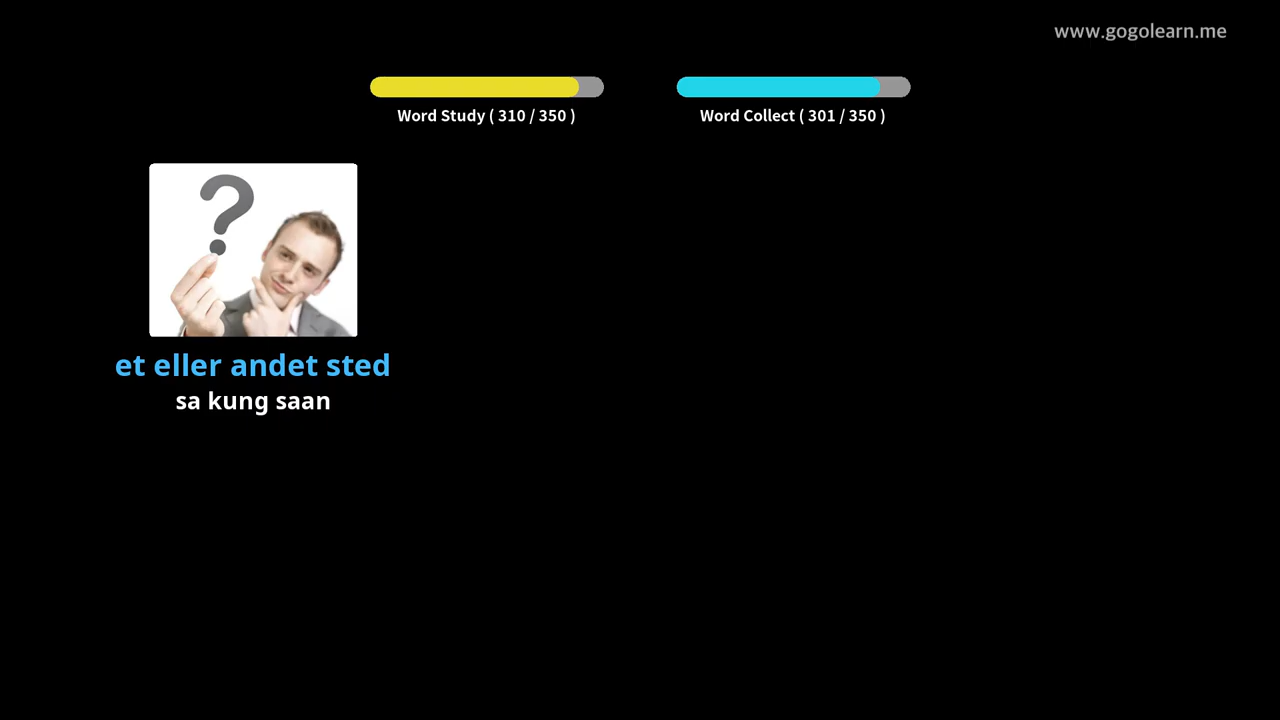 www.gogolearn.me
Word Study ( 310 / 350 )
Word Collect ( 301 / 350 )
?
et eller andet sted
sa kung saan